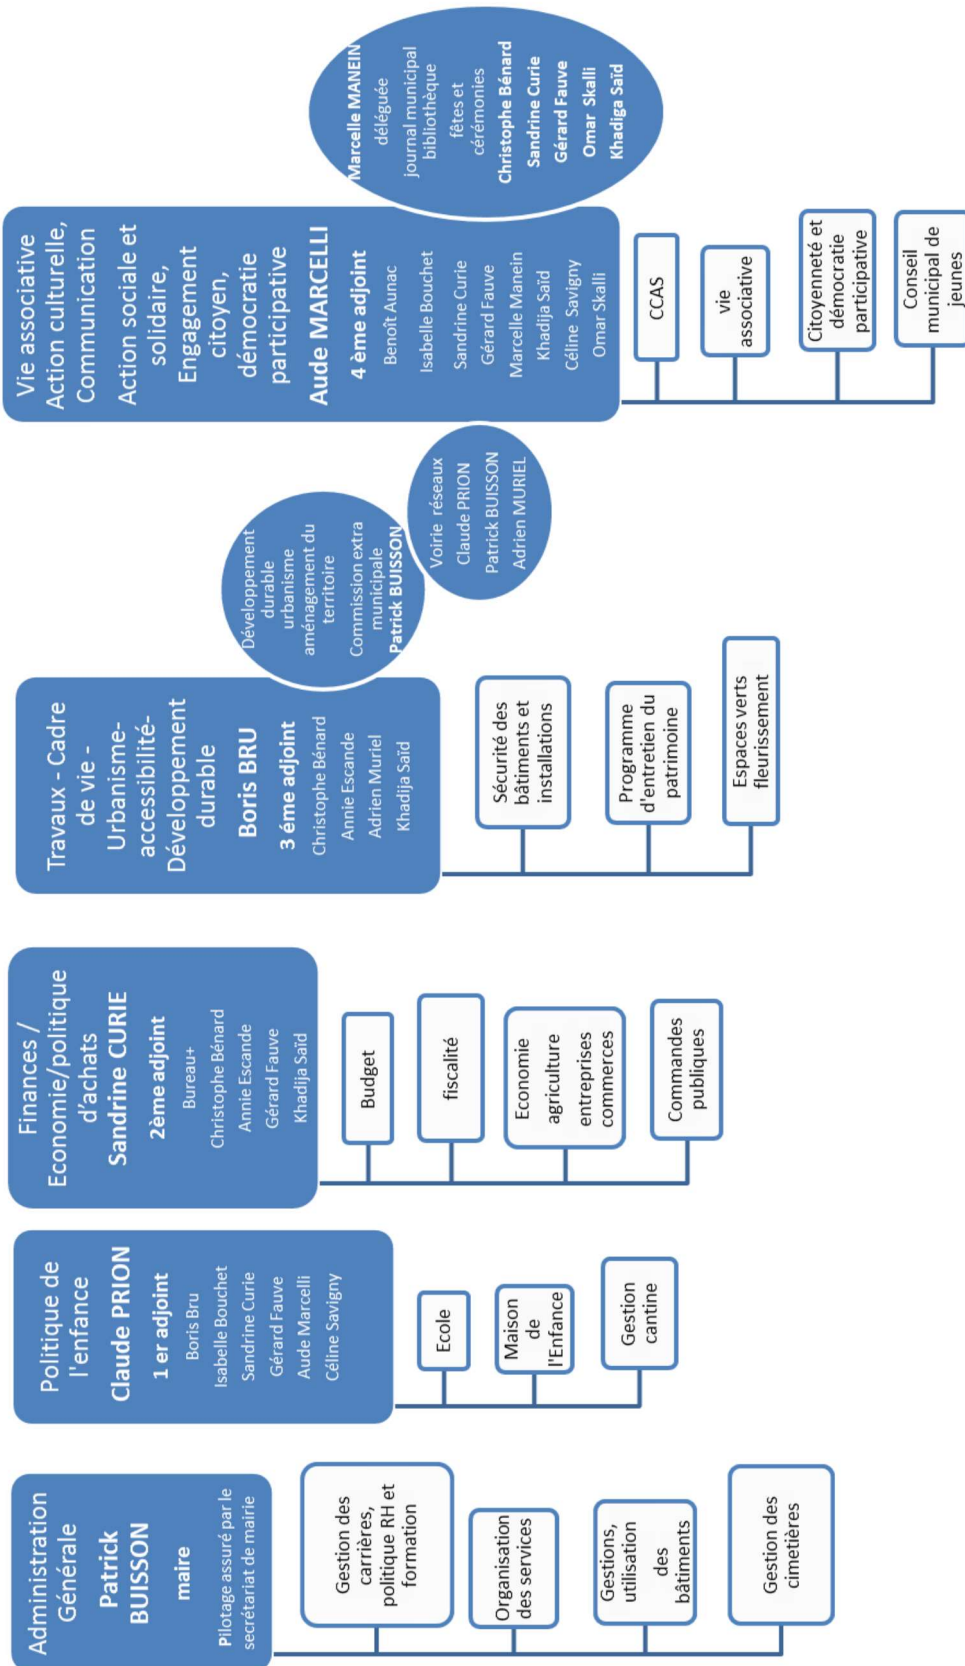 Administration
Générale
Patrick
BUISSON
maire
Pilotage assuré par le
secrétariat de mairie
Gestion des
carrières,
politique RH et
formation
Organisation
des services
Gestions,
utilisation
des
bâtiments
Gestion des
cimetières
Politique de
l'enfance
Claude PRION
1 er adjoint
Boris Bru
Isabelle Bouchet
Sandrine Curie
Gérard Fauve
Aude Marcelli
Céline Savigny
Ecole
Maison
de
l'Enfance
Gestion
cantine
Finances /
Economie/politique
d'achats
Sandrine CURIE
2ème adjoint
Bureau+
Christophe Bénard
Annie Escande
Gérard Fauve
Khadija Saïd
Budget
fiscalité
Economie
agriculture
entreprises
commerces
Commandes
publiques
Travaux - Cadre
de vie -
Urbanisme-
accessibilité-
Développement
durable
Boris BRU
3 éme adjoint
Christophe Bénard
Annie Escande
Adrien Muriel
Khadija Saïd
Sécurité des
bâtiments et
installations
Programme
d'entretien du
patrimoine
Espaces verts
fleurissement
Développement
durable
urbanisme
aménagement du
territoire
Commission extra
municipale
Patrick BUISSON
Voirie réseaux
Claude PRION
Patrick BUISSON
Adrien MURIEL
Vie associative
Action culturelle,
Communication
Action sociale et
solidaire,
Engagement
citoyen,
démocratie
participative
Aude MARCELLI
4 ème adjoint
Benoît Aunac
Isabelle Bouchet
Sandrine Curie
Gérard Fauve
Marcelle Manein
Khadija Saïd
Céline Savigny
Omar Skalli
CCAS
vie
associative
Citoyenneté et
démocratie
participative
Conseil
municipal de
jeunes
Marcelle MANEIN
déléguée
journal municipal
bibliothèque
fêtes et
cérémonies
Christophe Bénard
Sandrine Curie
Gérard Fauve
Omar Skalli
Khadiga Saïd